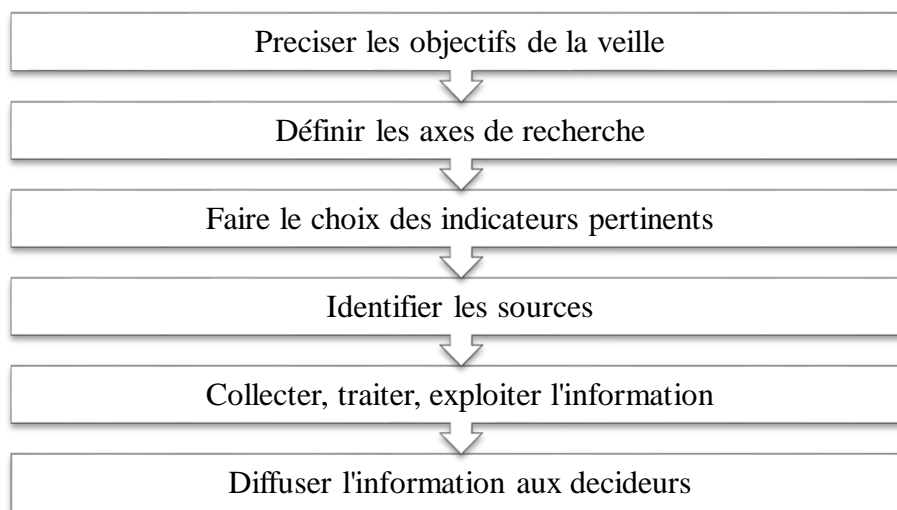 Preciser les objectifs de la veille
Définir les axes de recherche
Faire le choix des indicateurs pertinents
Identifier les sources
Collecter, traiter, exploiter l'information
Diffuser l'information aux decideurs